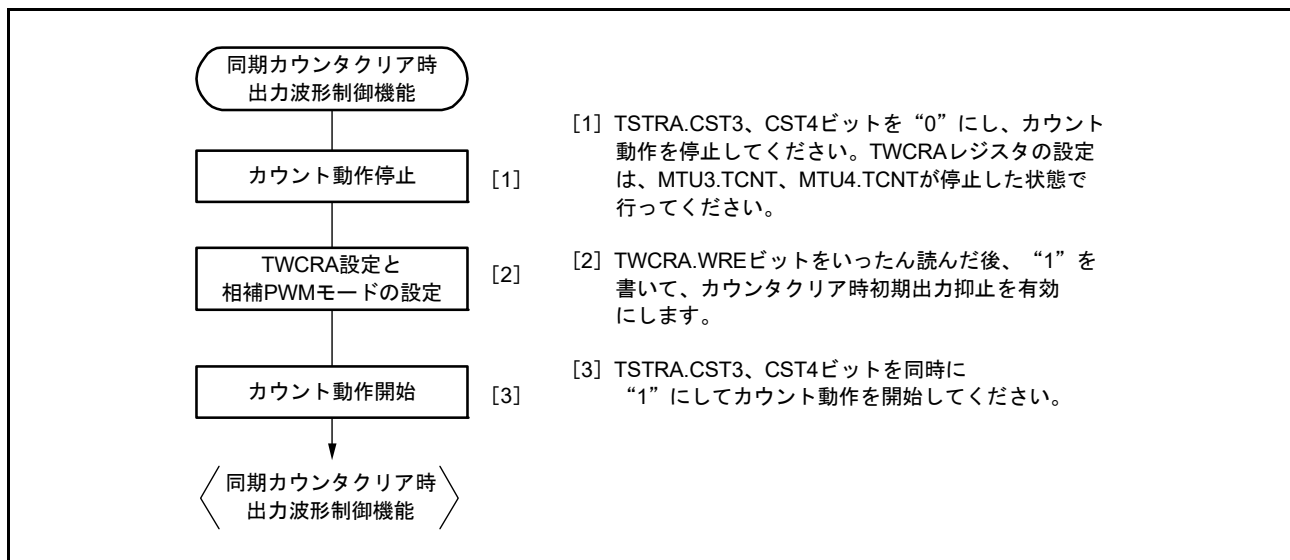 同期カウンタクリア時
出力波形制御機能
カウント動作停止
[1]
[1] TSTRA.CST3、CST4ビットを“0”にし、カウント
動作を停止してください。TWCRAレジスタの設定
は、MTU3.TCNT、MTU4.TCNTが停止した状態で
行ってください。
TWCRA設定と
相補PWMモードの設定
[2]
[2] TWCRA.WREビットをいったん読んだ後、“1”を
書いて、カウンタクリア時初期出力抑止を有効
にします。
カウント動作開始
[3]
[3] TSTRA.CST3、CST4ビットを同時に
“1”にしてカウント動作を開始してください。
同期カウンタクリア時
出力波形制御機能